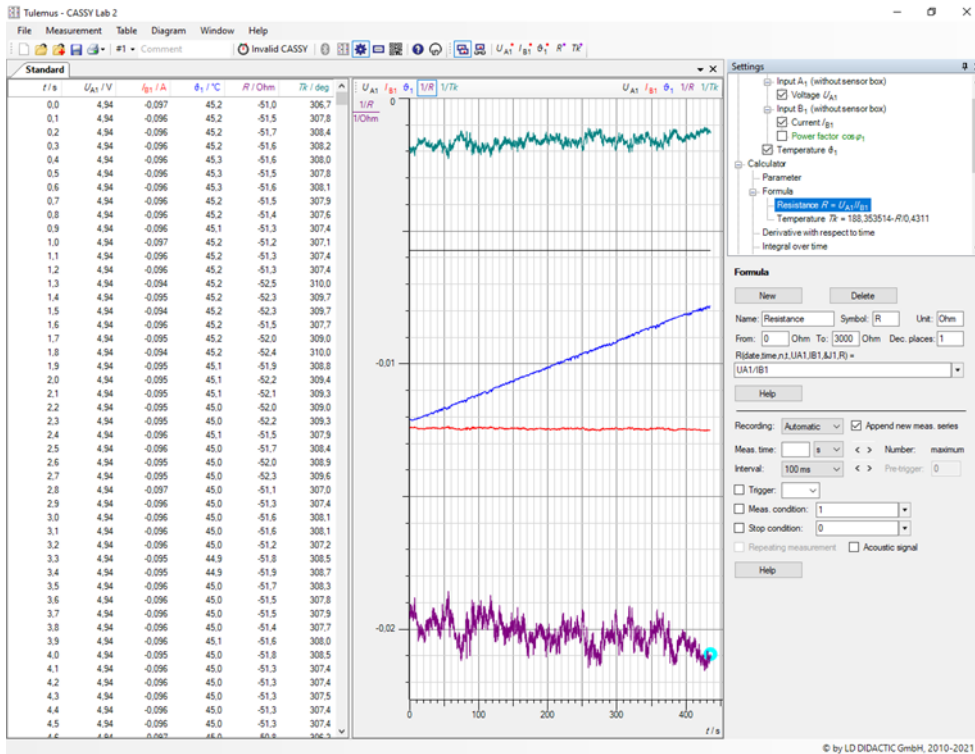 Tulemus - CASSY Lab 2
File Measurement Table Diagram Window Help
#1 Comment Invalid CASSY UA1 IB1 ϑ1 R Tk
Standard
t / s UA1 / V IB1 / A ϑ1 / °C R / Ohm Tk / deg
0,0 4,94 -0,097 45,2 -51,0 306,7
0,1 4,94 -0,096 45,2 -51,5 307,8
0,2 4,94 -0,096 45,2 -51,7 308,4
0,3 4,94 -0,096 45,2 -51,6 308,2
0,4 4,94 -0,096 45,3 -51,6 308,0
0,5 4,94 -0,096 45,3 -51,5 307,8
0,6 4,94 -0,096 45,3 -51,6 308,1
0,7 4,94 -0,096 45,2 -51,5 307,9
0,8 4,94 -0,096 45,2 -51,4 307,6
0,9 4,94 -0,096 45,1 -51,3 307,4
1,0 4,94 -0,097 45,2 -51,2 307,1
1,1 4,94 -0,096 45,2 -51,3 307,4
1,2 4,94 -0,096 45,2 -51,3 307,4
1,3 4,94 -0,094 45,2 -52,5 310,0
1,4 4,94 -0,095 45,2 -52,3 309,7
1,5 4,94 -0,094 45,2 -52,3 309,7
1,6 4,94 -0,096 45,2 -51,5 307,7
1,7 4,94 -0,095 45,2 -52,0 309,0
1,8 4,94 -0,094 45,2 -52,4 310,0
1,9 4,94 -0,095 45,1 -51,9 308,8
2,0 4,94 -0,095 45,1 -52,2 309,4
2,1 4,94 -0,095 45,1 -52,1 309,3
2,2 4,94 -0,095 45,0 -52,0 309,0
2,3 4,94 -0,095 45,0 -52,2 309,3
2,4 4,94 -0,096 45,1 -51,5 307,9
2,5 4,94 -0,096 45,0 -51,7 308,4
2,6 4,94 -0,095 45,0 -52,0 308,9
2,7 4,94 -0,095 45,0 -52,3 309,6
2,8 4,94 -0,097 45,0 -51,1 307,0
2,9 4,94 -0,096 45,0 -51,3 307,4
3,0 4,94 -0,096 45,0 -51,6 308,1
3,1 4,94 -0,096 45,0 -51,6 308,1
3,2 4,94 -0,096 45,0 -51,2 307,2
3,3 4,94 -0,095 44,9 -51,8 308,5
3,4 4,94 -0,095 44,9 -51,9 308,7
3,5 4,94 -0,096 45,0 -51,7 308,3
3,6 4,94 -0,096 45,0 -51,5 307,8
3,7 4,94 -0,096 45,0 -51,5 307,9
3,8 4,94 -0,096 45,0 -51,4 307,7
3,9 4,94 -0,096 45,1 -51,6 308,0
4,0 4,94 -0,095 45,0 -51,8 308,5
4,1 4,94 -0,096 45,0 -51,3 307,4
4,2 4,94 -0,096 45,0 -51,3 307,4
4,3 4,94 -0,096 45,0 -51,3 307,5
4,4 4,94 -0,096 45,0 -51,3 307,4
4,5 4,94 -0,096 45,0 -51,3 307,4
UA1 IB1 ϑ1 1/R 1/Tk UA1 IB1 ϑ1 1/R 1/Tk
1/R
1/Ohm
0
-0,01
-0,02
0 100 200 300 400
t / s
Settings
Input A1 (without sensor box)
Voltage UA1
Input B1 (without sensor box)
Current IB1
Power factor cosφ1
Temperature ϑ1
Calculator
Parameter
Formula
Resistance R = UA1/IB1
Temperature Tk = 188,353514-R/0,4311
Derivative with respect to time
Integral over time
Formula
New Delete
Name: Resistance Symbol: R Unit: Ohm
From: 0 Ohm To: 3000 Ohm Dec. places: 1
R(date,time,n,t,UA1,IB1,&J1,R) =
UA1/IB1
Help
Recording: Automatic Append new meas. series
Meas. time: s < > Number: maximum
Interval: 100 ms < > Pre-trigger: 0
Trigger:
Meas. condition: 1
Stop condition: 0
Repeating measurement Acoustic signal
Help
© by LD DIDACTIC GmbH, 2010-2021